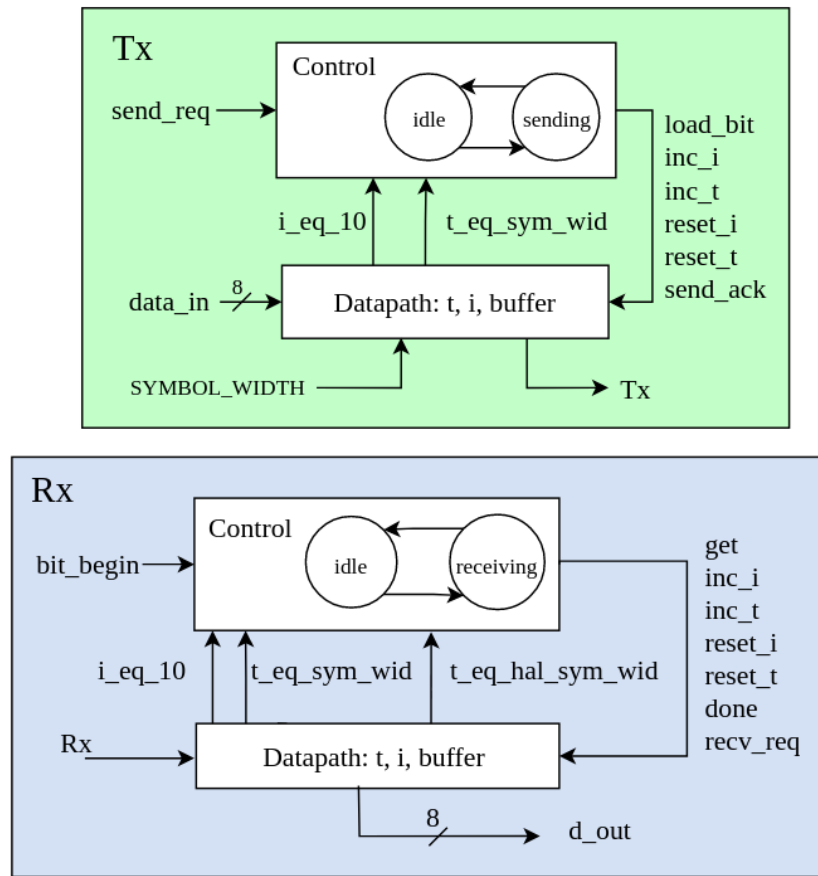 Tx
Control
send_req
idle
sending
load_bit
inc_i
inc_t
reset_i
reset_t
send_ack
i_eq_10
t_eq_sym_wid
data_in
8
Datapath: t, i, buffer
SYMBOL_WIDTH
Tx
Rx
Control
bit_begin
idle
receiving
get
inc_i
inc_t
reset_i
reset_t
done
recv_req
i_eq_10
t_eq_sym_wid
t_eq_hal_sym_wid
Rx
Datapath: t, i, buffer
8
d_out